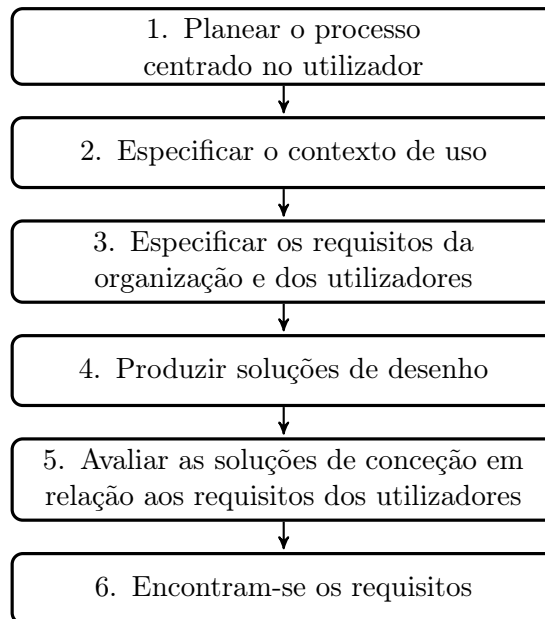 1. Planear o processo
centrado no utilizador
2. Especificar o contexto de uso
3. Especificar os requisitos da
organização e dos utilizadores
4. Produzir soluções de desenho
5. Avaliar as soluções de conceção em
relação aos requisitos dos utilizadores
6. Encontram-se os requisitos